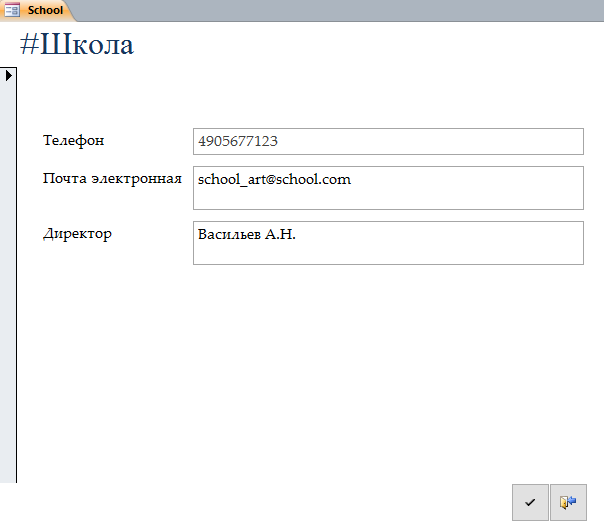 School
#Школа
Телефон 4905677123
Почта электронная school_art@school.com
Директор Васильев А.Н.